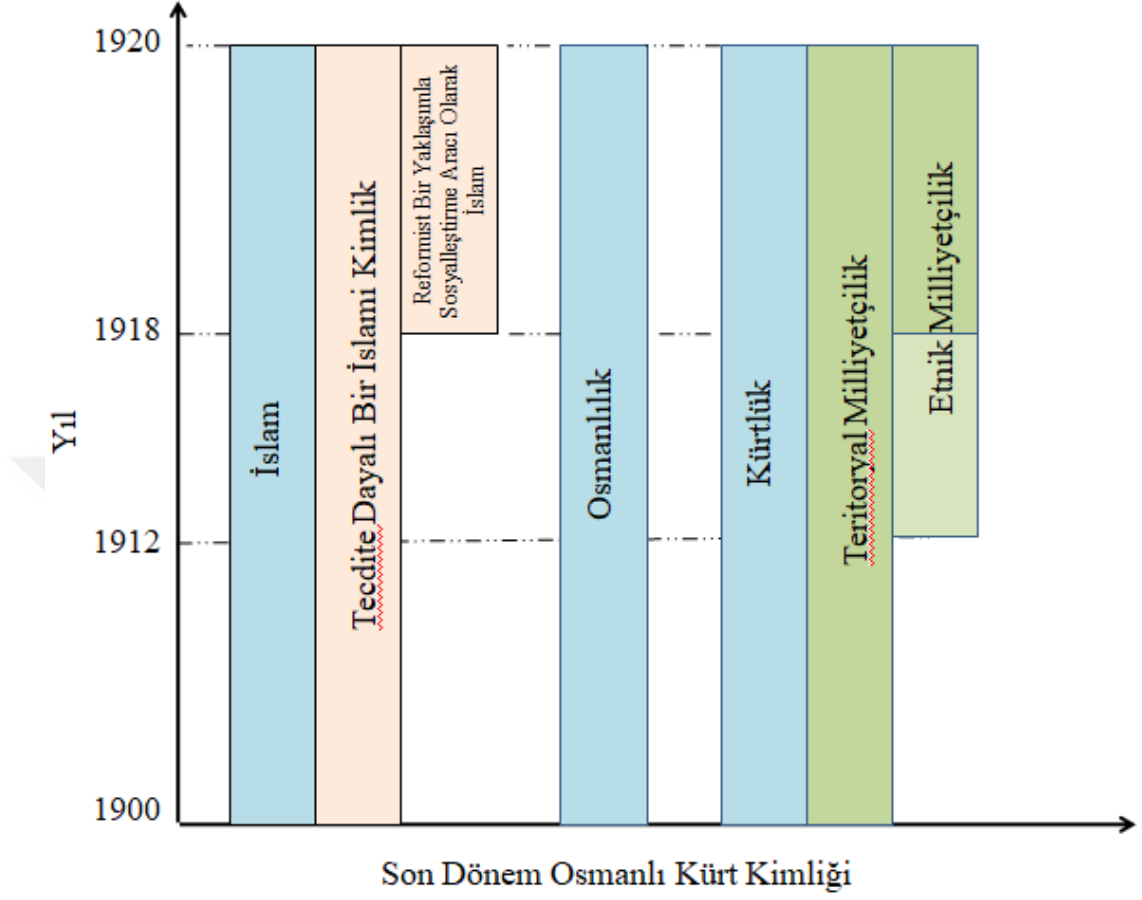 1920
1918
1912
1900
Yıl
İslam
Tecdite Dayalı Bir İslami Kimlik
Reformist Bir Yaklaşımla
Sosyalleştirme Aracı Olarak
İslam
Osmanlılık
Kürtlük
Teritoryal Milliyetçilik
Etnik Milliyetçilik
Son Dönem Osmanlı Kürt Kimliği